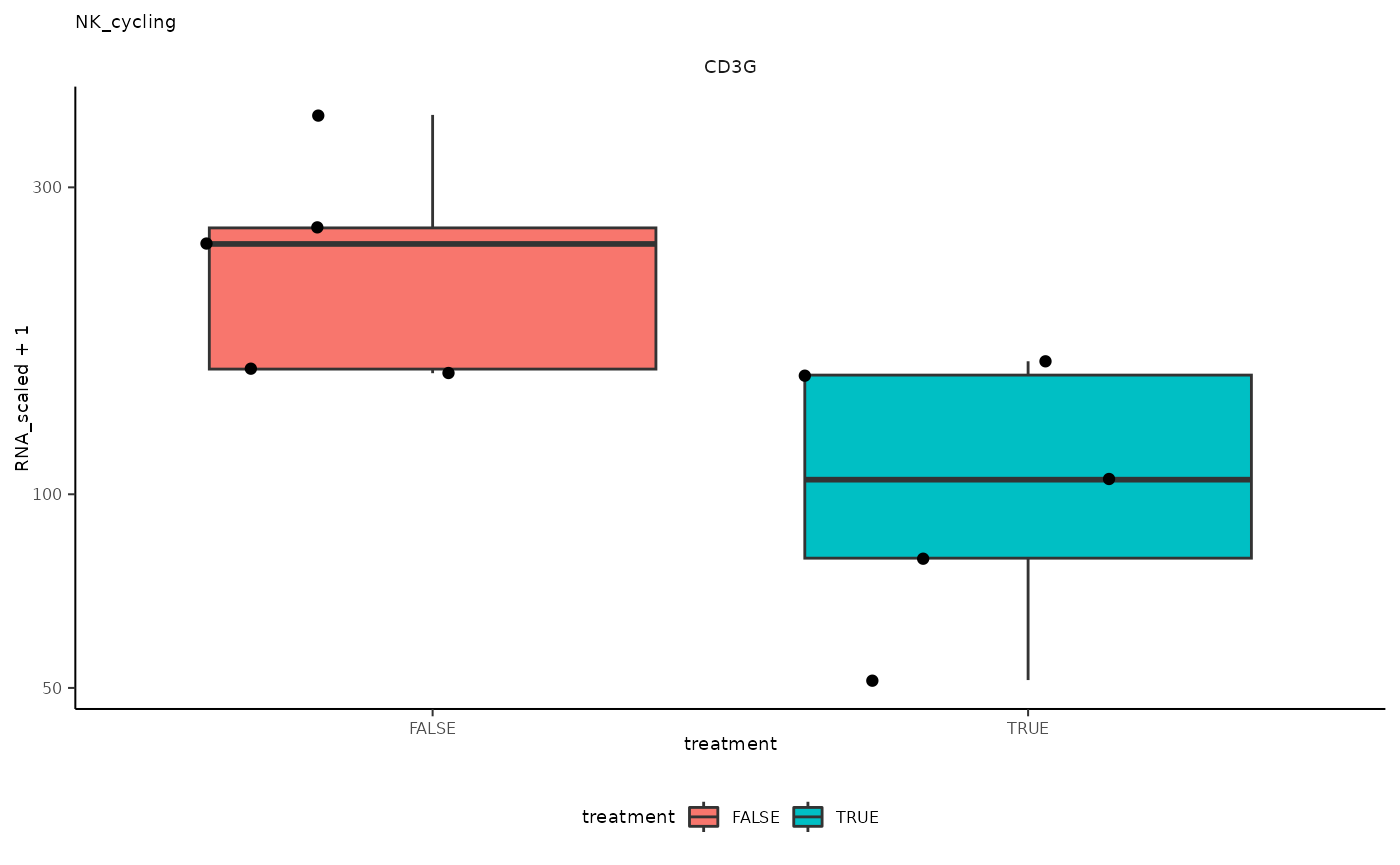 NK_cycling
CD3G
RNA_scaled + 1
300
100
50
FALSE TRUE
treatment
treatment FALSE TRUE